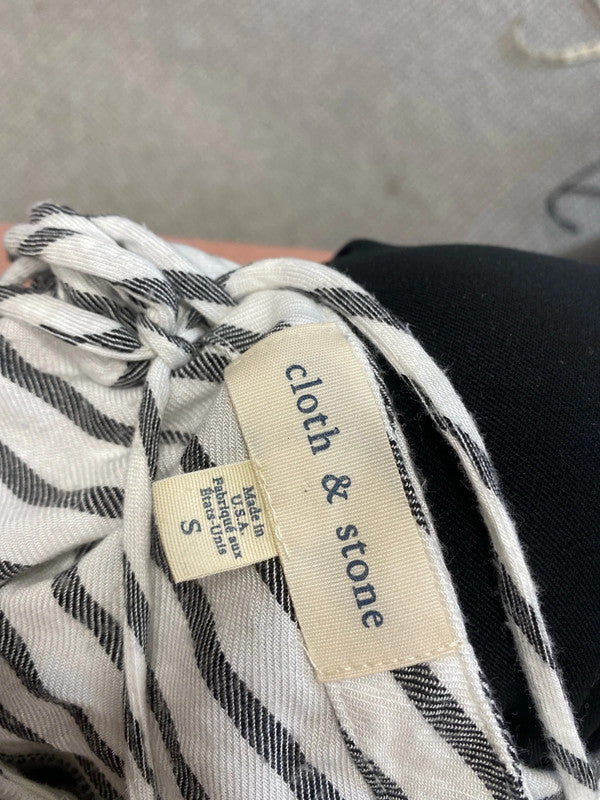 cloth & stone
Made in
U.S.A.
Fabriqué aux
États-Unis
S